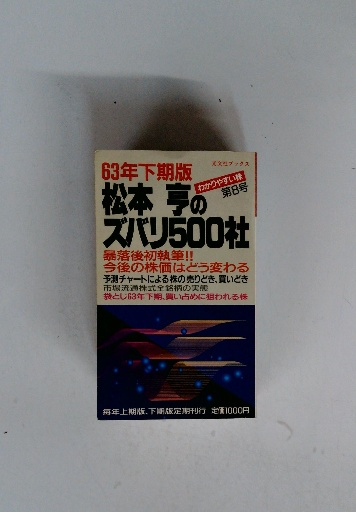 光文社ブックス
63年下期版
わかりやすい株
第8号
松本 亨の
ズバリ500社
暴落後初執筆!!
今後の株価はどう変わる
予測チャートによる株の売りどき、買いどき
市場流通株式全銘柄の実態
袋とじ63年下期、買い占めに狙われる株
毎年上期版、下期版定期刊行 定価1000円